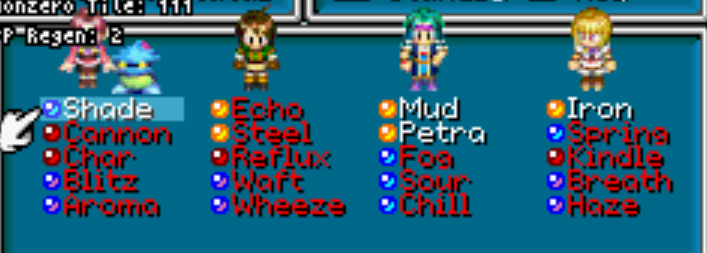 onzero Tile: 111
P Regen: 2
Shade Echo Mud Iron
Cannon Steel Petra Spring
Char Reflux Fog Kindle
Blitz Waft Sour Breath
Aroma Wheeze Chill Haze